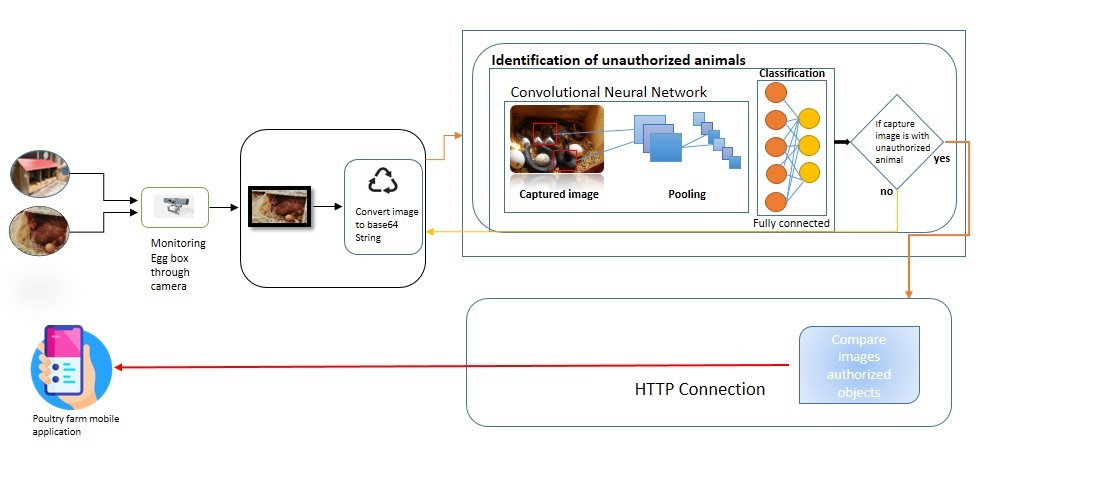 Identification of unauthorized animals
Classification
Convolutional Neural Network
Captured image
Pooling
Fully connected
If capture
image is with
unauthorized
animal
yes
no
Convert image
to base64
String
Monitoring
Egg box
through
camera
Compare
images
authorized
objects
HTTP Connection
Poultry farm mobile
application